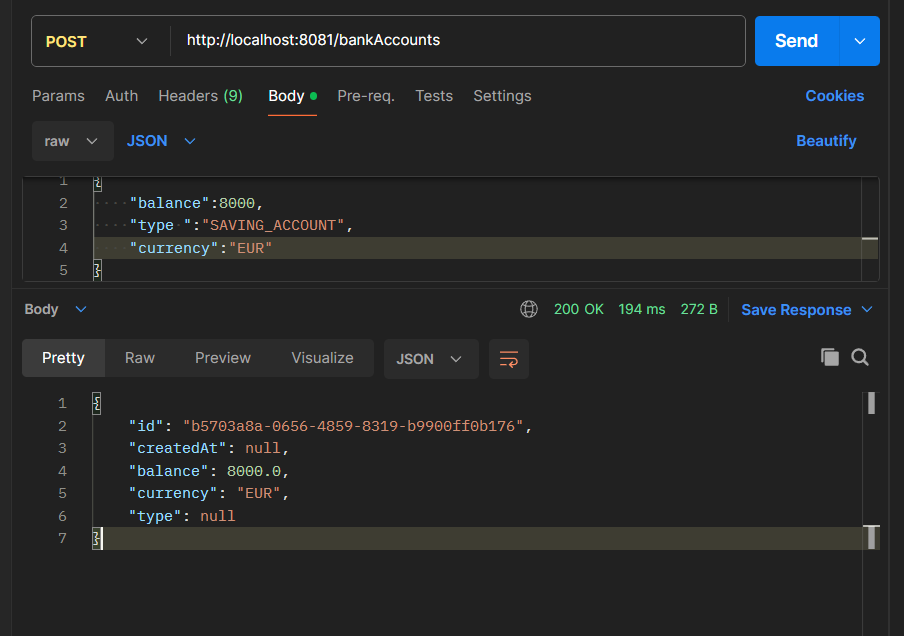 POST http://localhost:8081/bankAccounts Send
Params Auth Headers (9) Body Pre-req. Tests Settings Cookies
raw JSON Beautify
1 {
2 "balance":8000,
3 "type ":"SAVING_ACCOUNT",
4 "currency":"EUR"
5 }
Body 200 OK 194 ms 272 B Save Response
Pretty Raw Preview Visualize JSON
1 {
2 "id": "b5703a8a-0656-4859-8319-b9900ff0b176",
3 "createdAt": null,
4 "balance": 8000.0,
5 "currency": "EUR",
6 "type": null
7 }